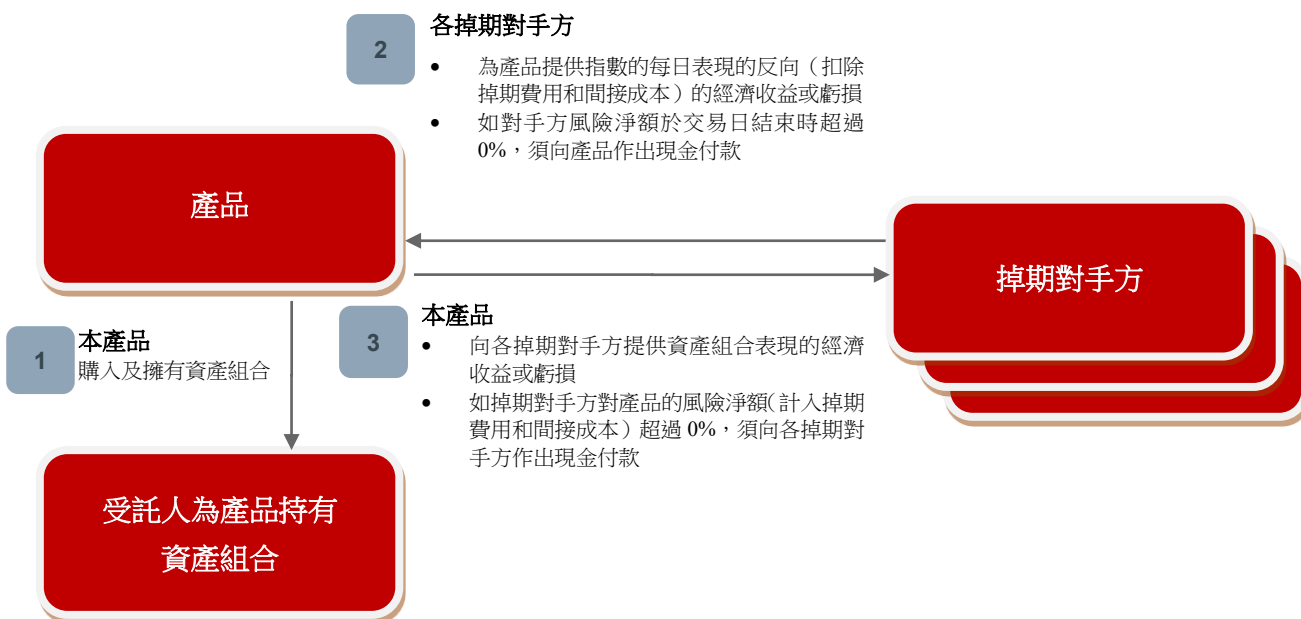 2
各掉期對手方
• 為產品提供指數的每日表現的反向（扣除
掉期費用和間接成本）的經濟收益或虧損
• 如對手方風險淨額於交易日結束時超過
0%，須向產品作出現金付款
產品
掉期對手方
1
本產品
購入及擁有資產組合
3
本產品
• 向各掉期對手方提供資產組合表現的經濟
收益或虧損
• 如掉期對手方對產品的風險淨額（計入掉期
費用和間接成本）超過 0%，須向各掉期對
手方作出現金付款
受託人為產品持有
資產組合